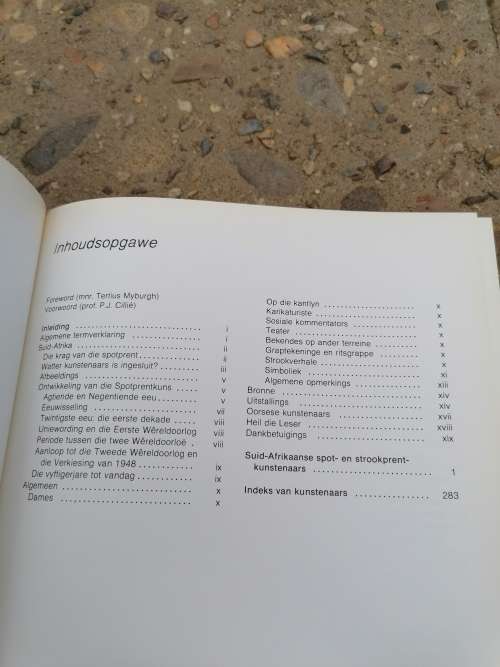 Inhoudsopgawe
Foreword (mnr. Tertius Myburgh)
Voorwoord (prof. P.J. Cillié)
Inleiding . . . . . . . . . . . . . . . . . . . . . . . . i
Algemene termverklaring . . . . . . . . . . . . . . i
Suid-Afrika . . . . . . . . . . . . . . . . . . . . . . . ii
Die krag van die spotprent . . . . . . . . . . . . ii
Watter kunstenaars is ingesluit? . . . . . . . . . iii
Afbeeldings . . . . . . . . . . . . . . . . . . . . . . v
Ontwikkeling van die Spotprentkuns . . . . . . v
Agtiende en Negentiende eeu . . . . . . . . . . v
Eeuwisseling . . . . . . . . . . . . . . . . . . . . vii
Twintigste eeu: die eerste dekade . . . . . . . viii
Uniewording en die Eerste Wêreldoorlog viii
Periode tussen die twee Wêreldoorloë . viii
Aanloop tot die Tweede Wêreldoorlog en
die Verkiesing van 1948 . . . . . . . . . . . . ix
Die vyftigerjare tot vandag . . . . . . . . . . . ix
Algemeen . . . . . . . . . . . . . . . . . . . . . . . x
Dames . . . . . . . . . . . . . . . . . . . . . . . . x
Op die kantlyn . . . . . . . . . . . . . . . . . . . x
Karikaturiste . . . . . . . . . . . . . . . . . . . . x
Sosiale kommentators . . . . . . . . . . . . . . x
Teater . . . . . . . . . . . . . . . . . . . . . . . . x
Bekendes op ander terreine . . . . . . . . . . . x
Graptekeninge en ritsgrappe . . . . . . . . . . x
Strookverhale . . . . . . . . . . . . . . . . . . . x
Simboliek . . . . . . . . . . . . . . . . . . . . . . xi
Algemene opmerkings . . . . . . . . . . . . . . xiii
Bronne . . . . . . . . . . . . . . . . . . . . . . . . xiv
Uitstallings . . . . . . . . . . . . . . . . . . . . . xiv
Oorsese kunstenaars . . . . . . . . . . . . . . . xvii
Heil die Leser . . . . . . . . . . . . . . . . . . . xviii
Dankbetuigings . . . . . . . . . . . . . . . . . . xix
Suid-Afrikaanse spot- en strookprent-
kunstenaars . . . . . . . . . . . . . . . . . . . . 1
Indeks van kunstenaars . . . . . . . . . . . . . 283